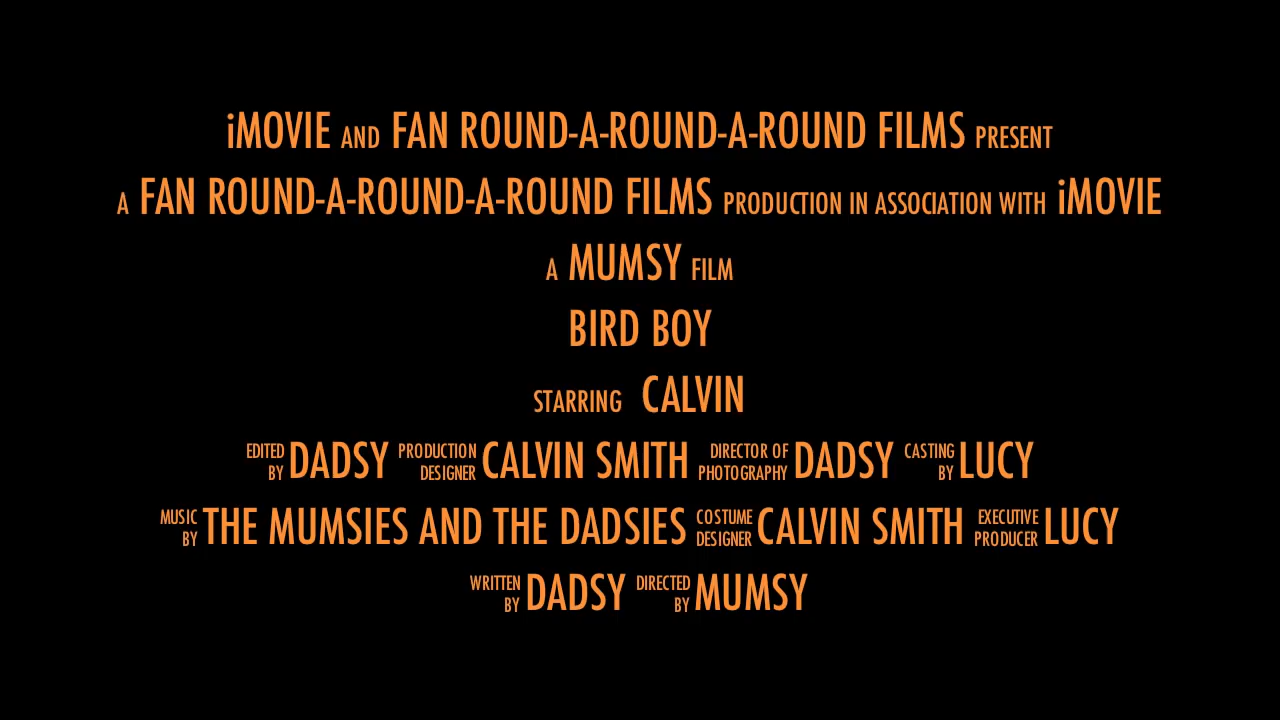 iMOVIE AND FAN ROUND-A-ROUND-A-ROUND FILMS PRESENT
A FAN ROUND-A-ROUND-A-ROUND FILMS PRODUCTION IN ASSOCIATION WITH iMOVIE
A MUMSY FILM
BIRD BOY
STARRING CALVIN
EDITED BY DADSY PRODUCTION DESIGNER CALVIN SMITH DIRECTOR OF PHOTOGRAPHY DADSY CASTING BY LUCY
MUSIC BY THE MUMSIES AND THE DADSIES COSTUME DESIGNER CALVIN SMITH EXECUTIVE PRODUCER LUCY
WRITTEN BY DADSY DIRECTED BY MUMSY